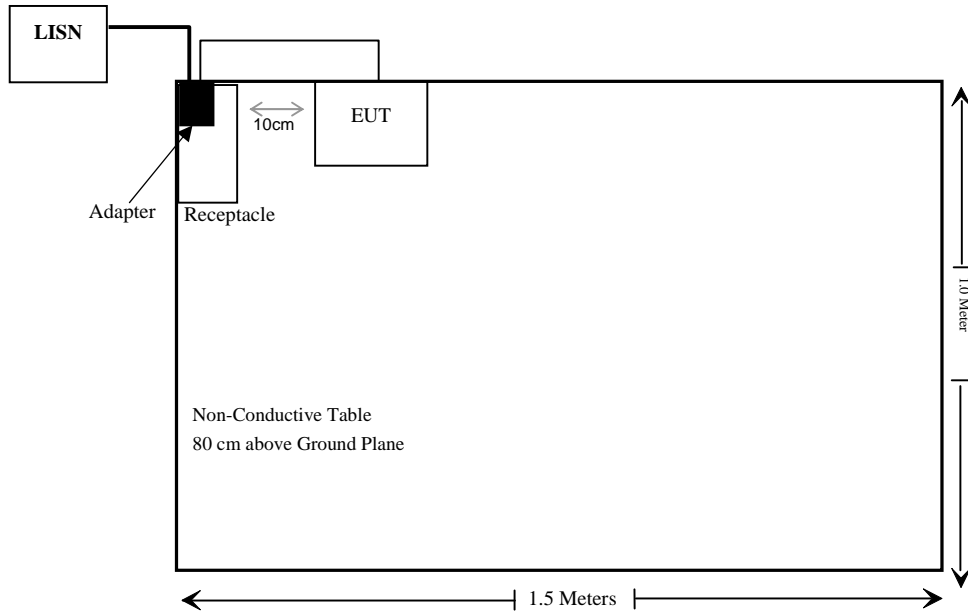 LISN
EUT
10cm
Adapter
Receptacle
1.0 Meter
Non-Conductive Table
80 cm above Ground Plane
1.5 Meters